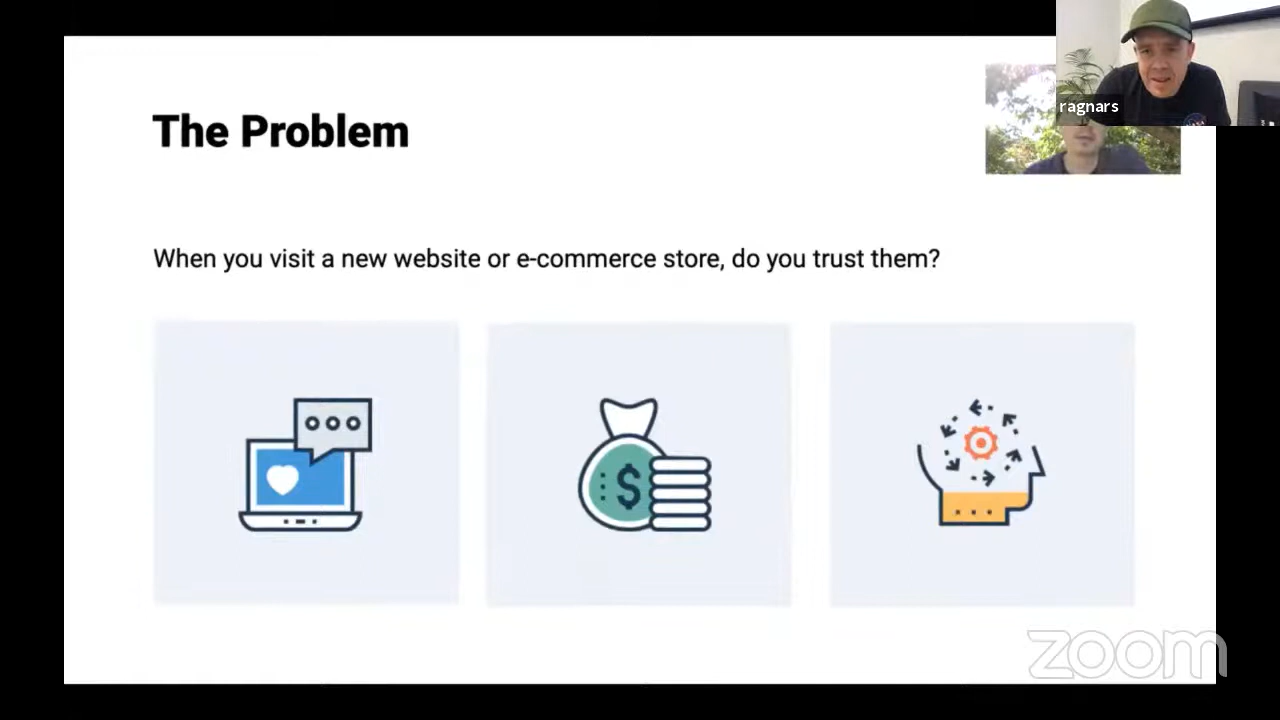 ragnars
The Problem
When you visit a new website or e-commerce store, do you trust them?
$
zoom